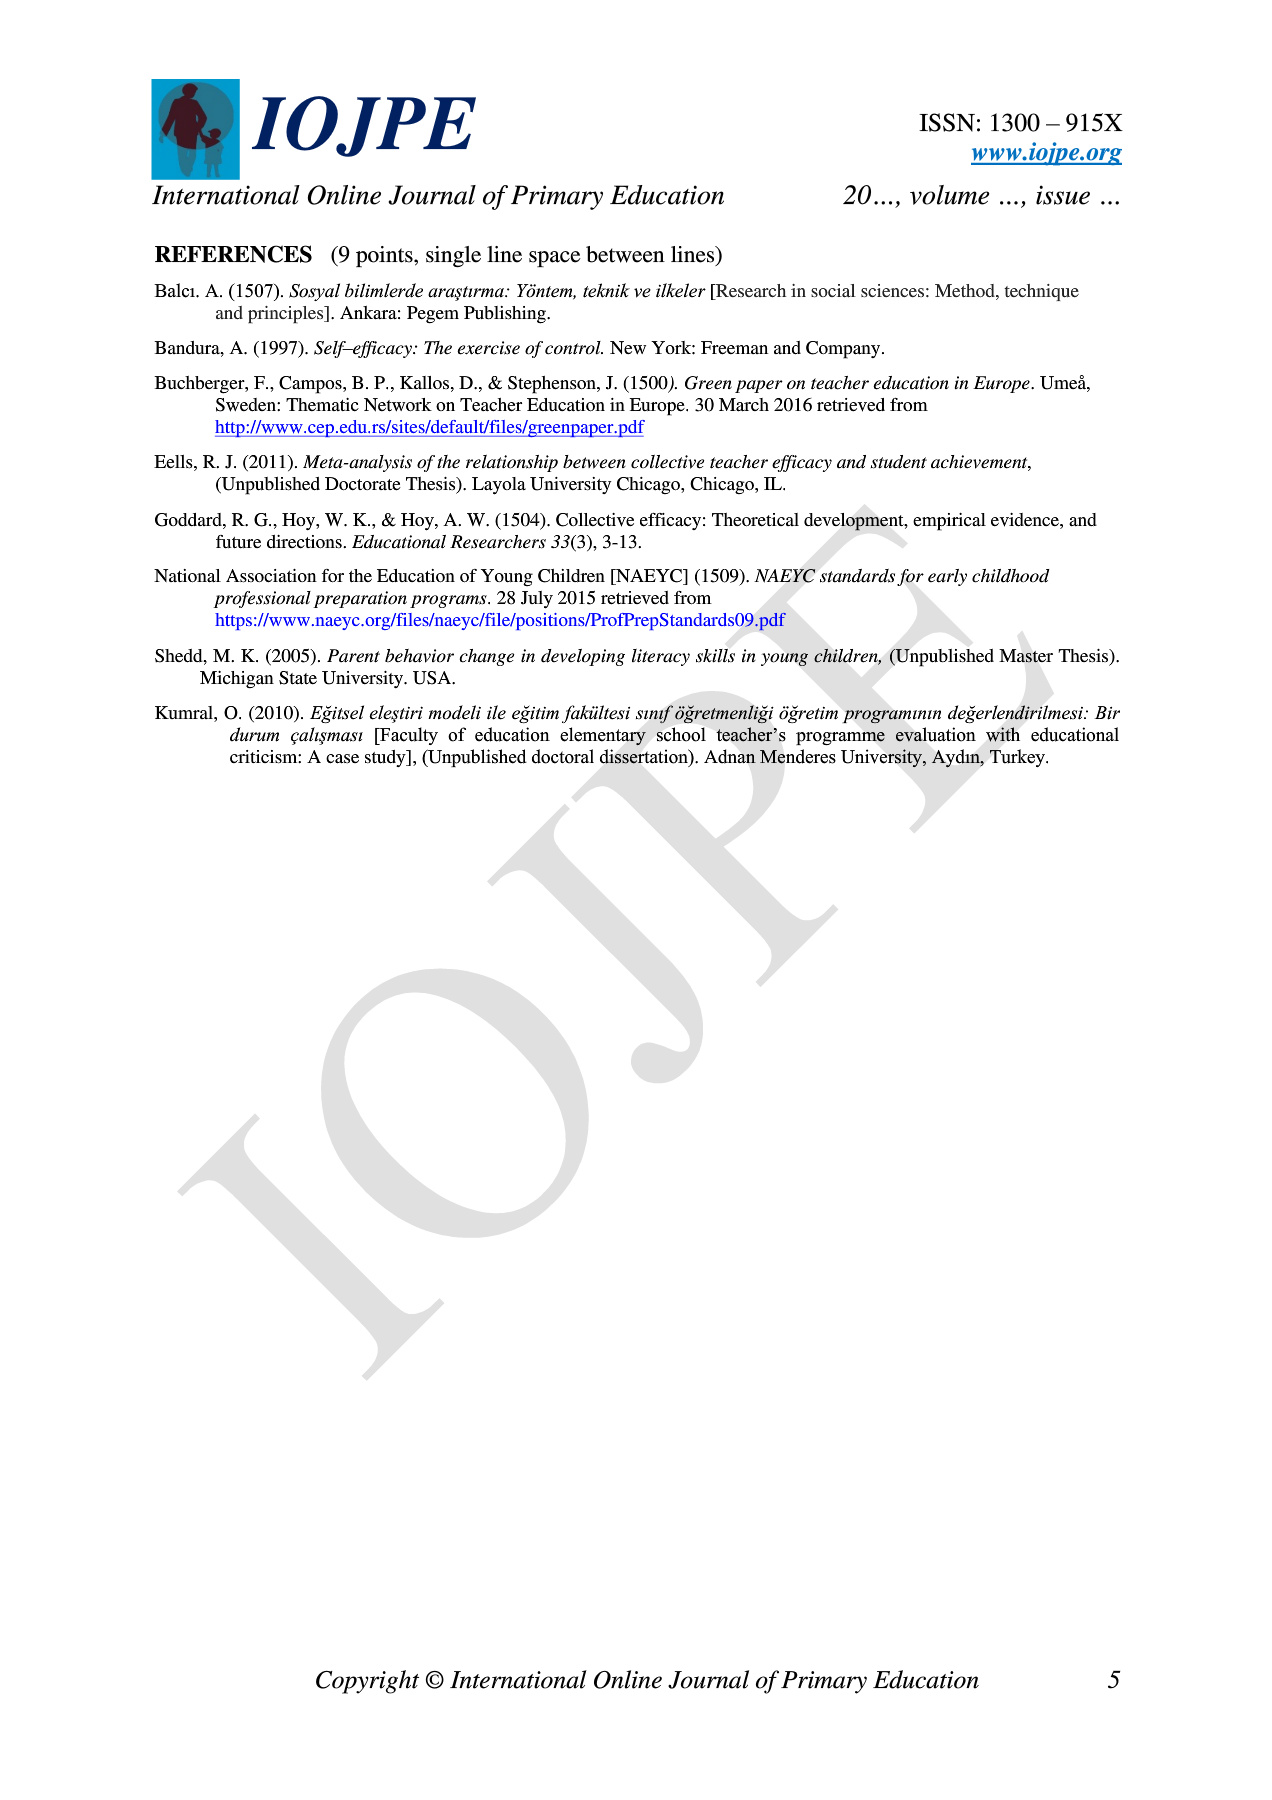 IOJPE
ISSN: 1300 – 915X
www.iojpe.org
International Online Journal of Primary Education 20…, volume …, issue …
REFERENCES (9 points, single line space between lines)
Balcı. A. (1507). Sosyal bilimlerde araştırma: Yöntem, teknik ve ilkeler [Research in social sciences: Method, technique
and principles]. Ankara: Pegem Publishing.
Bandura, A. (1997). Self–efficacy: The exercise of control. New York: Freeman and Company.
Buchberger, F., Campos, B. P., Kallos, D., & Stephenson, J. (1500). Green paper on teacher education in Europe. Umeå,
Sweden: Thematic Network on Teacher Education in Europe. 30 March 2016 retrieved from
http://www.cep.edu.rs/sites/default/files/greenpaper.pdf
Eells, R. J. (2011). Meta-analysis of the relationship between collective teacher efficacy and student achievement,
(Unpublished Doctorate Thesis). Layola University Chicago, Chicago, IL.
Goddard, R. G., Hoy, W. K., & Hoy, A. W. (1504). Collective efficacy: Theoretical development, empirical evidence, and
future directions. Educational Researchers 33(3), 3-13.
National Association for the Education of Young Children [NAEYC] (1509). NAEYC standards for early childhood
professional preparation programs. 28 July 2015 retrieved from
https://www.naeyc.org/files/naeyc/file/positions/ProfPrepStandards09.pdf
Shedd, M. K. (2005). Parent behavior change in developing literacy skills in young children, (Unpublished Master Thesis).
Michigan State University. USA.
Kumral, O. (2010). Eğitsel eleştiri modeli ile eğitim fakültesi sınıf öğretmenliği öğretim programının değerlendirilmesi: Bir
durum çalışması [Faculty of education elementary school teacher’s programme evaluation with educational
criticism: A case study], (Unpublished doctoral dissertation). Adnan Menderes University, Aydın, Turkey.
IOJPE
Copyright © International Online Journal of Primary Education 5